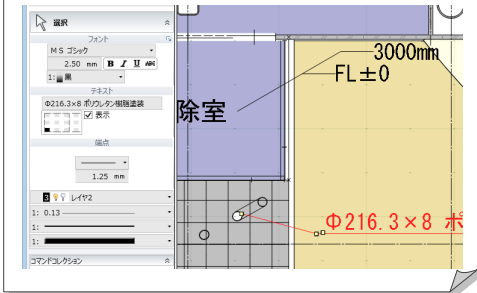 選択
フォント
ＭＳ ゴシック
2.50 mm B I U ABC
1: 黒
テキスト
Φ216.3×8 ポリウレタン樹脂塗装
表示
端点
1.25 mm
3 レイヤ2
1: 0.13
1:
1:
コマンドコレクション
3000mm
FL±0
除室
Φ216.3×8 ポ